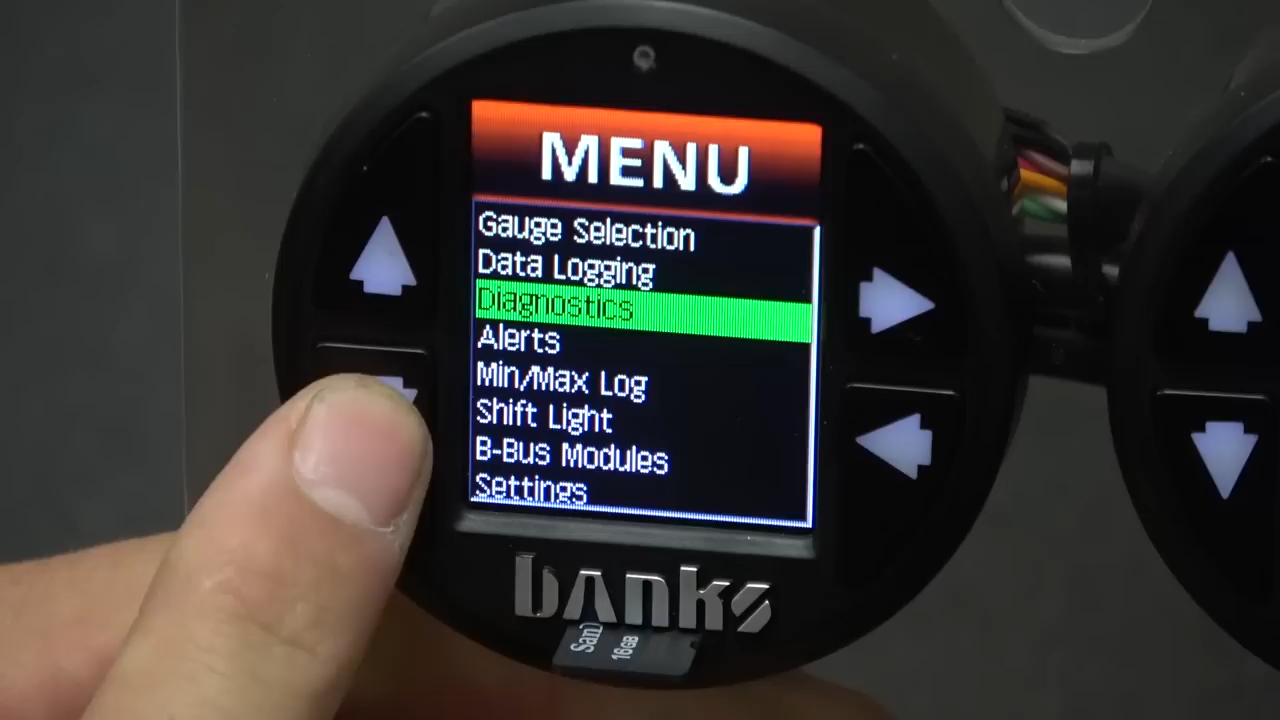 MENU
Gauge Selection
Data Logging
Diagnostics
Alerts
Min/Max Log
Shift Light
B-Bus Modules
Settings
banks
San
16GB